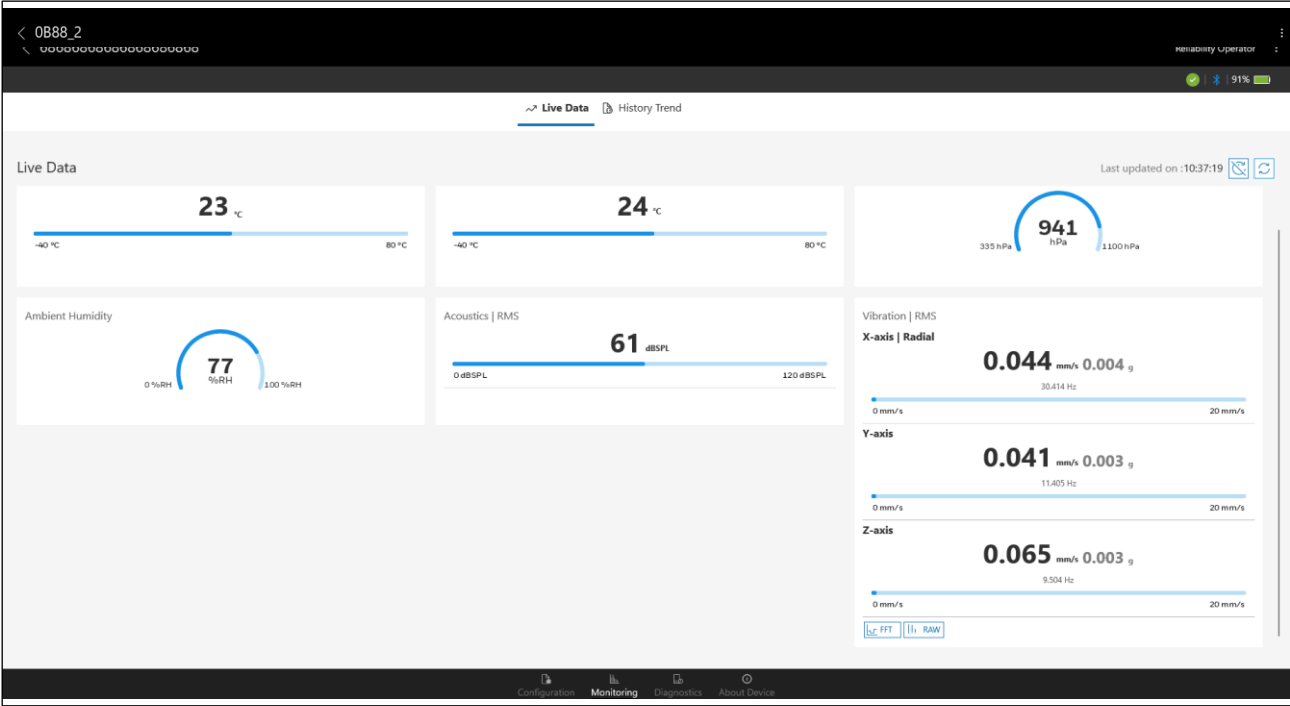 0B88_2
Reliability Operator
91%
Live Data
History Trend
Live Data
Last updated on :10:37:19
23 °C
-40 °C 80 °C
24 °C
-40 °C 80 °C
941
hPa
335 hPa 1100 hPa
Ambient Humidity
77
%RH
0 %RH 100 %RH
Acoustics | RMS
61 dBSPL
0 dBSPL 120 dBSPL
Vibration | RMS
X-axis | Radial
0.044 mm/s 0.004 g
30.414 Hz
0 mm/s 20 mm/s
Y-axis
0.041 mm/s 0.003 g
11.405 Hz
0 mm/s 20 mm/s
Z-axis
0.065 mm/s 0.003 g
9.504 Hz
0 mm/s 20 mm/s
FFT RAW
Configuration Monitoring Diagnostics About Device